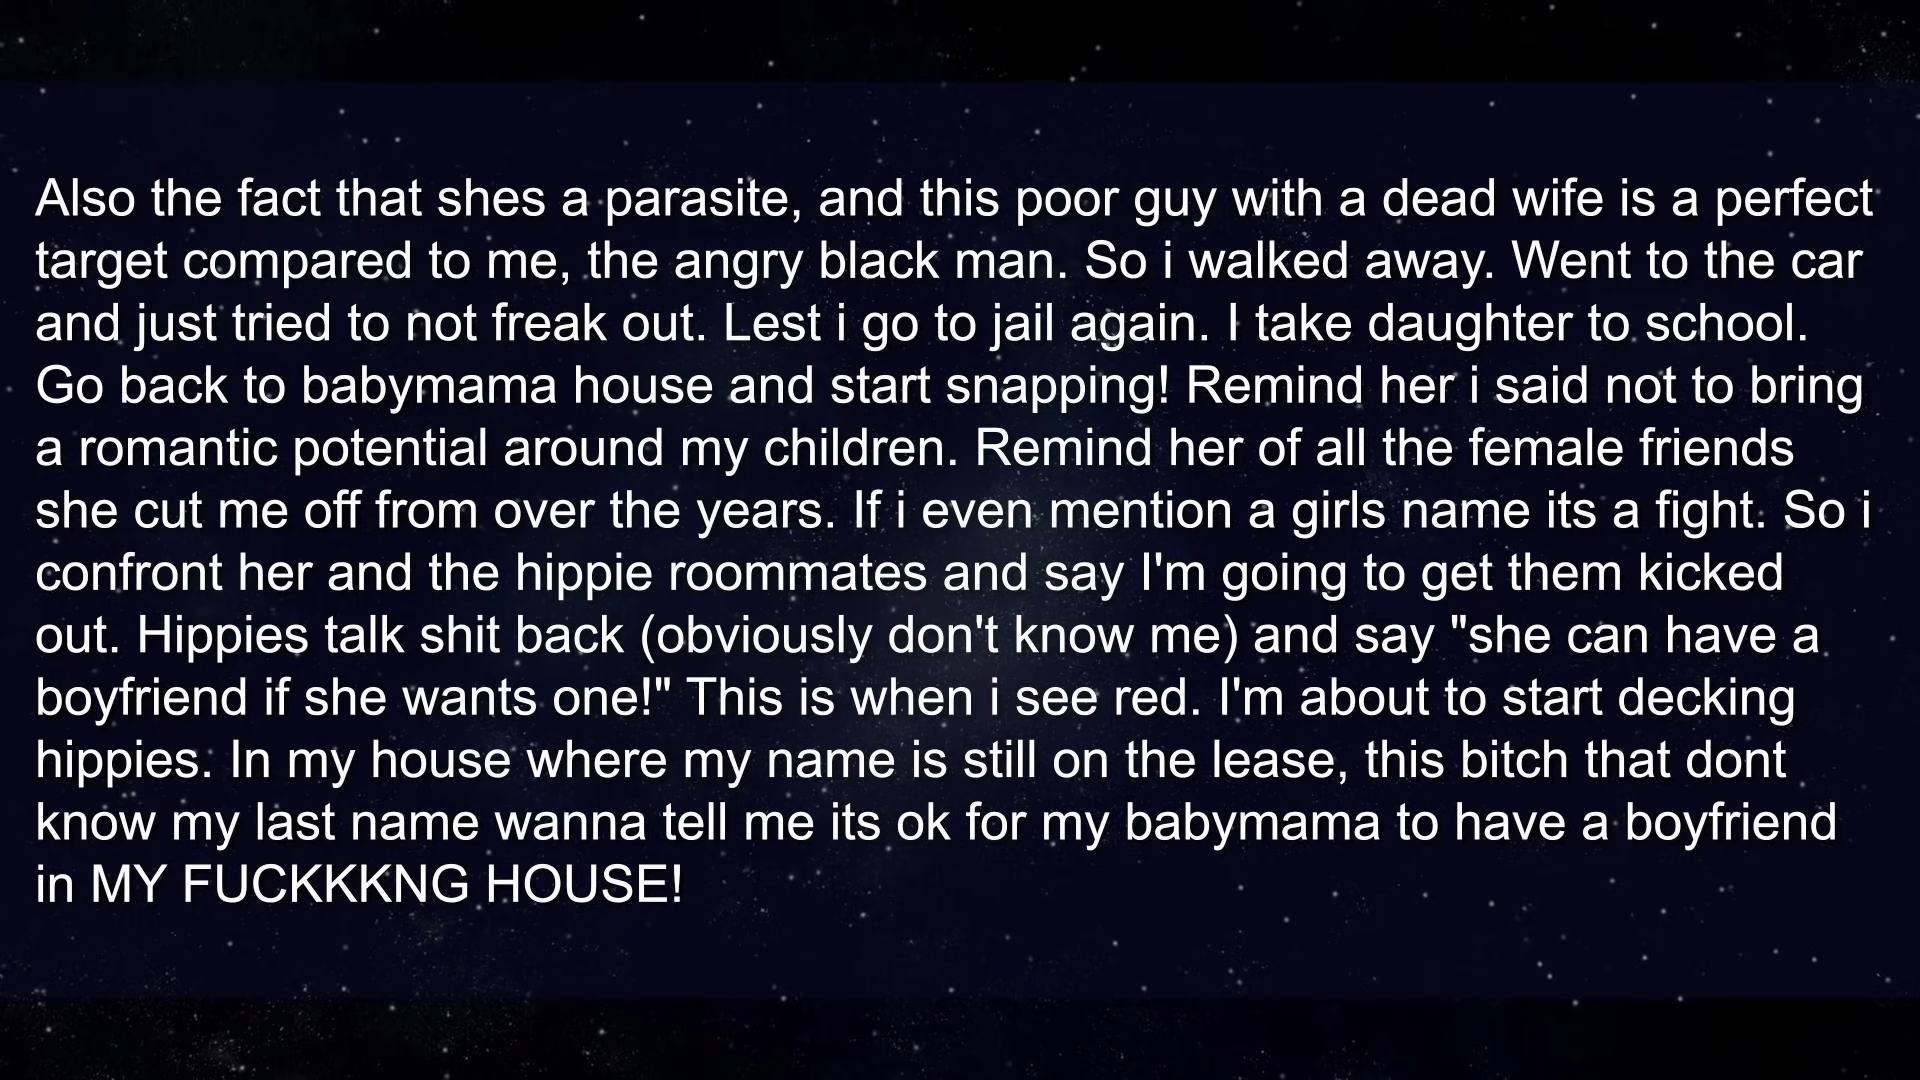 Also the fact that shes a parasite, and this poor guy with a dead wife is a perfect
target compared to me, the angry black man. So i walked away. Went to the car
and just tried to not freak out. Lest i go to jail again. I take daughter to school.
Go back to babymama house and start snapping! Remind her i said not to bring
a romantic potential around my children. Remind her of all the female friends
she cut me off from over the years. If i even mention a girls name its a fight. So i
confront her and the hippie roommates and say I'm going to get them kicked
out. Hippies talk shit back (obviously don't know me) and say "she can have a
boyfriend if she wants one!" This is when i see red. I'm about to start decking
hippies. In my house where my name is still on the lease, this bitch that dont
know my last name wanna tell me its ok for my babymama to have a boyfriend
in MY FUCKKKNG HOUSE!